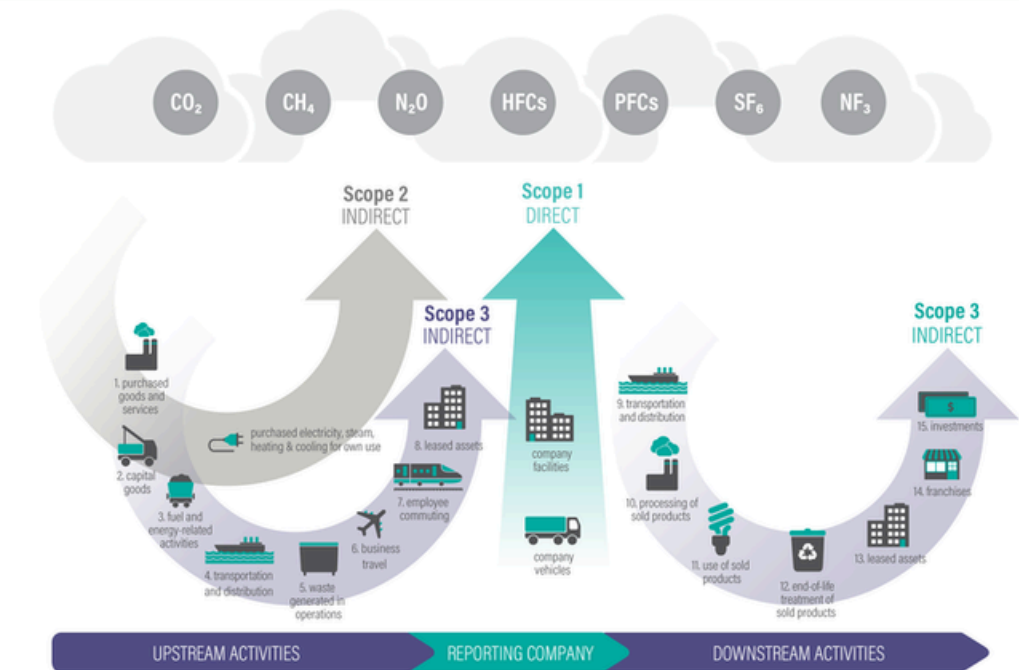 CO₂
CH₄
N₂O
HFCs
PFCs
SF₆
NF₃
Scope 2
INDIRECT
Scope 1
DIRECT
Scope 3
INDIRECT
Scope 3
INDIRECT
1. purchased
goods and
services
2. capital
goods
3. fuel and
energy-related
activities
4. transportation
and distribution
5. waste
generated in
operations
6. business
travel
7. employee
commuting
8. leased assets
purchased electricity, steam,
heating & cooling for own use
company
facilities
company
vehicles
9. transportation
and distribution
10. processing of
sold products
11. use of sold
products
12. end-of-life
treatment of
sold products
13. leased assets
14. franchises
$
15. investments
UPSTREAM ACTIVITIES
REPORTING COMPANY
DOWNSTREAM ACTIVITIES